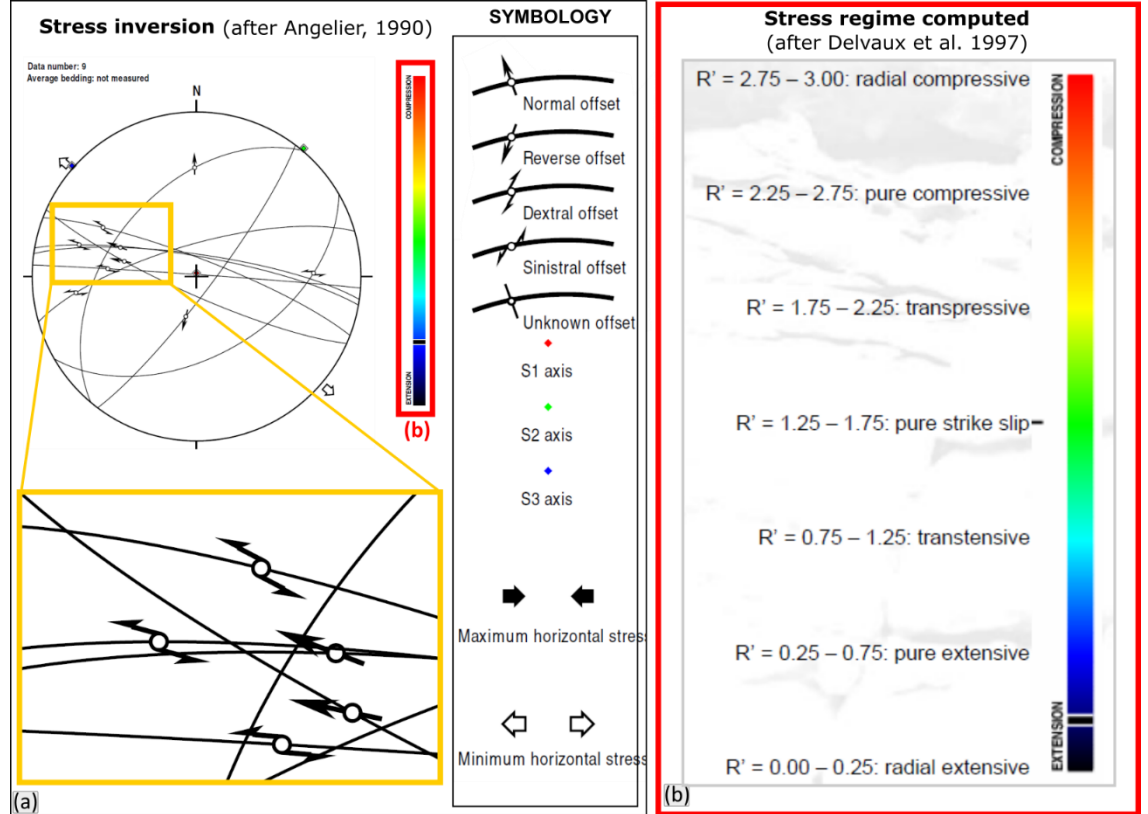 Stress inversion (after Angelier, 1990)
Data number: 9
Average bedding: not measured
N
COMPRESSION
EXTENSION
(b)
(a)
SYMBOLOGY
Normal offset
Reverse offset
Dextral offset
Sinistral offset
Unknown offset
S1 axis
S2 axis
S3 axis
Maximum horizontal stress
Minimum horizontal stress
Stress regime computed
(after Delvaux et al. 1997)
R' = 2.75 – 3.00: radial compressive
R' = 2.25 – 2.75: pure compressive
R' = 1.75 – 2.25: transpressive
R' = 1.25 – 1.75: pure strike slip
R' = 0.75 – 1.25: transtensive
R' = 0.25 – 0.75: pure extensive
R' = 0.00 – 0.25: radial extensive
COMPRESSION
EXTENSION
(b)